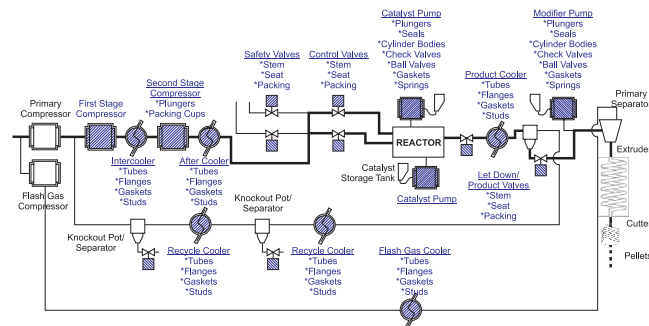 Catalyst Pump
*Plungers
*Seals
*Cylinder Bodies
*Check Valves
*Ball Valves
*Gaskets
*Springs
Modifier Pump
*Plungers
*Seals
*Cylinder Bodies
*Check Valves
*Ball Valves
*Gaskets
*Springs
Safety Valves
*Stem
*Seat
*Packing
Control Valves
*Stem
*Seat
*Packing
Product Cooler
*Tubes
*Flanges
*Gaskets
*Studs
Primary
Separato
Primary
Compressor
First Stage
Compressor
Second Stage
Compressor
*Plungers
*Packing Cups
REACTOR
Extrude
Intercooler
*Tubes
*Flanges
*Gaskets
*Studs
After Cooler
*Tubes
*Flanges
*Gaskets
*Studs
Catalyst
Storage Tank
Catalyst Pump
Let Down/
Product Valves
*Stem
*Seat
*Packing
Flash Gas
Compressor
Knockout Pot/
Separator
Recycle Cooler
*Tubes
*Flanges
*Gaskets
*Studs
Knockout Pot/
Separator
Recycle Cooler
*Tubes
*Flanges
*Gaskets
*Studs
Flash Gas Cooler
*Tubes
*Flanges
*Gaskets
*Studs
Cutte
Pellets